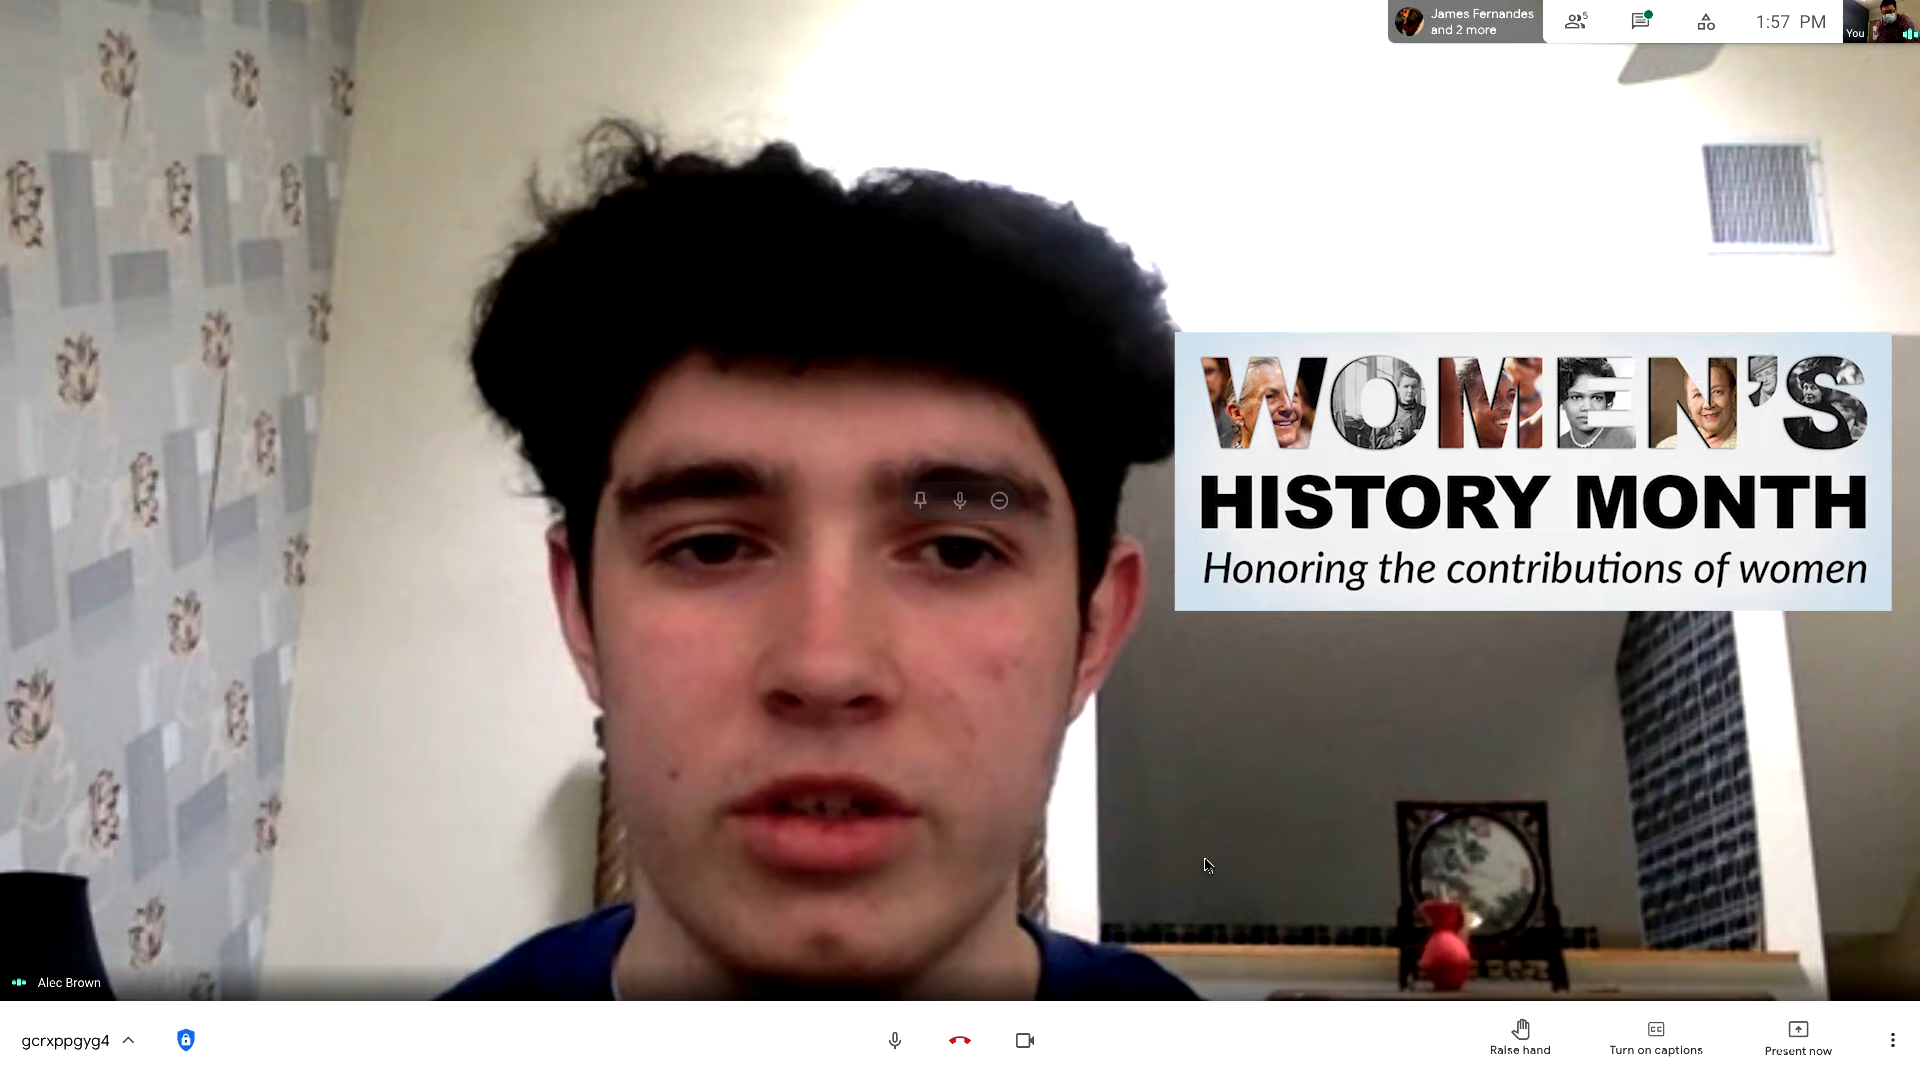 James Fernandes
and 2 more
5
1:57 PM
You
WOMEN'S
HISTORY MONTH
Honoring the contributions of women
Alec Brown
gcrxppgyg4
CC
Raise hand
Turn on captions
Present now